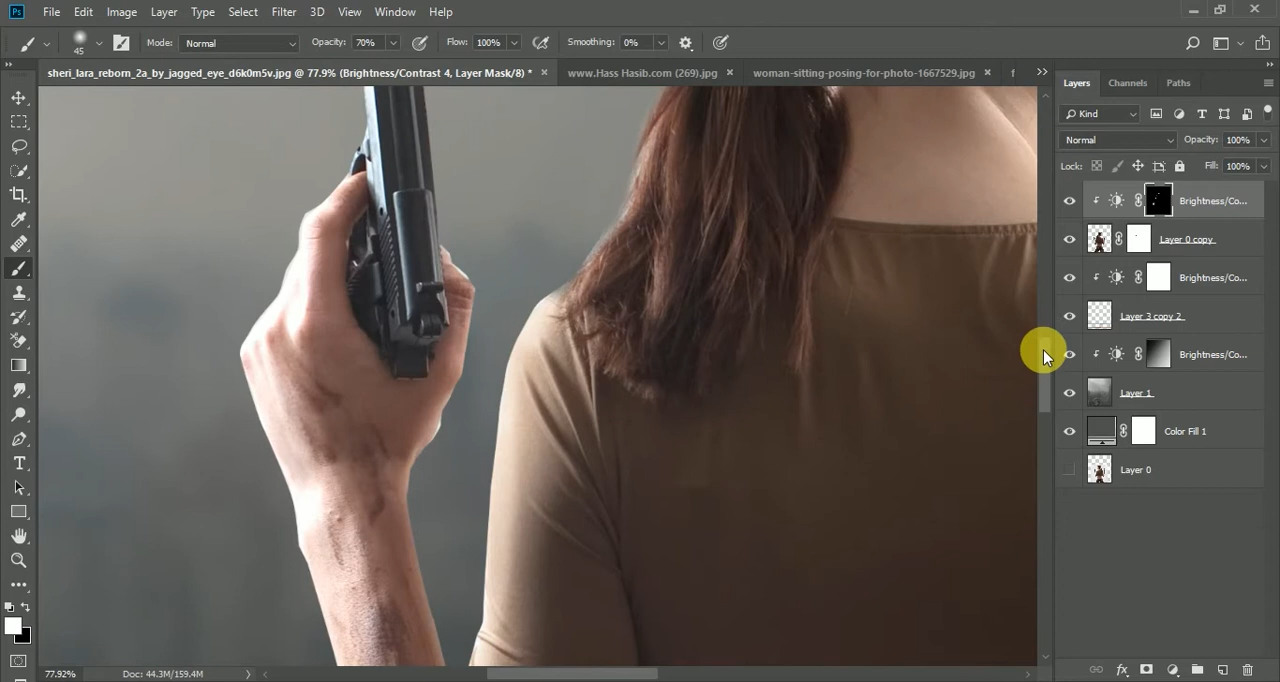 Ps File Edit Image Layer Type Select Filter 3D View Window Help
45 Mode: Normal Opacity: 70% Flow: 100% Smoothing: 0%
sheri_lara_reborn_2a_by_jagged_eye_d6k0m5v.jpg @ 77.9% (Brightness/Contrast 4, Layer Mask/8) * www.Hass Hasib.com (269).jpg woman-sitting-posing-for-photo-1667529.jpg f
Layers Channels Paths
Kind
Normal Opacity: 100%
Lock: Fill: 100%
Brightness/Co...
Layer 0 copy
Brightness/Co...
Layer 3 copy 2
Brightness/Co...
Layer 1
Color Fill 1
Layer 0
77.92% Doc: 44.3M/159.4M